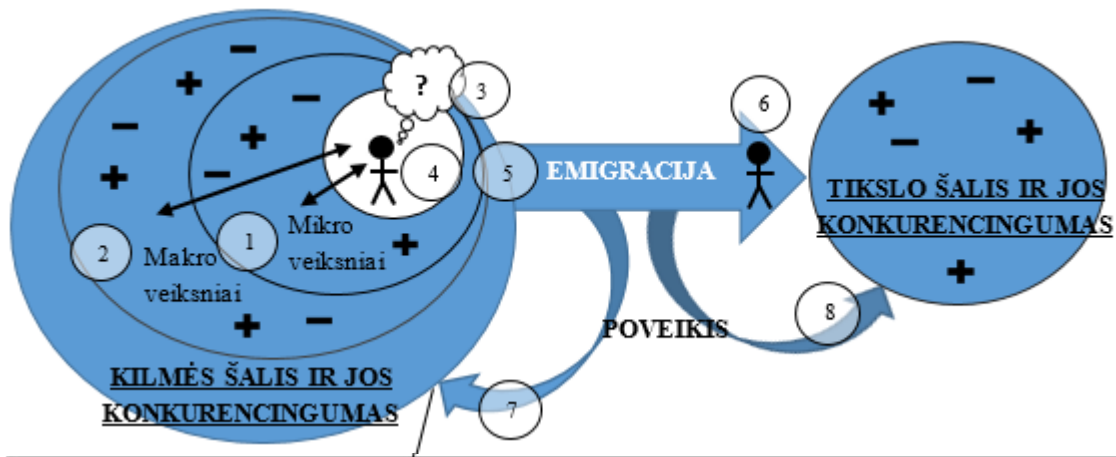 ?
3
6
4
5
EMIGRACIJA
1
Mikro
veiksniai
2
Makro
veiksniai
KILMĖS ŠALIS IR JOS
KONKURENCINGUMAS
TIKSLO ŠALIS IR JOS
KONKURENCINGUMAS
POVEIKIS
8
7